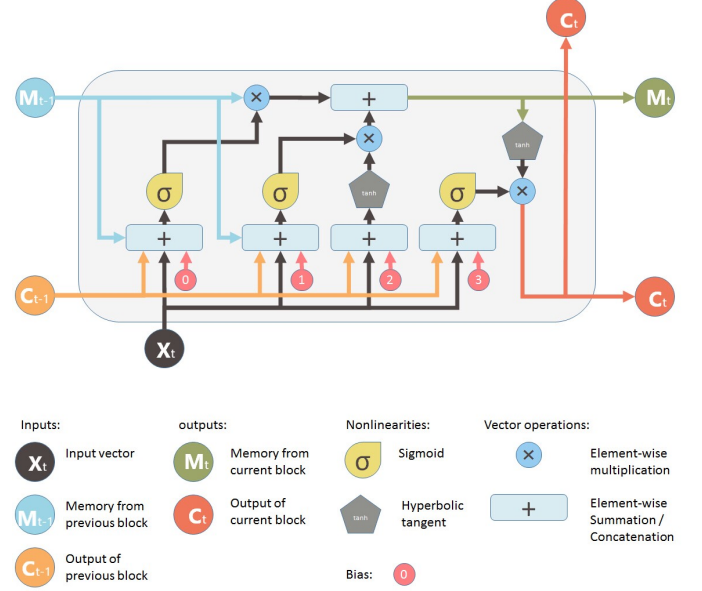 Ct
Mt-1
×
+
Mt
×
tanh
σ
σ
tanh
σ
×
+
+
+
+
0
1
2
3
Ct-1
Ct
Xt
Inputs:
outputs:
Nonlinearities:
Vector operations:
Xt
Input vector
Mt
Memory from
current block
σ
Sigmoid
×
Element-wise
multiplication
Mt-1
Memory from
previous block
Ct
Output of
current block
tanh
Hyperbolic
tangent
+
Element-wise
Summation /
Concatenation
Ct-1
Output of
previous block
Bias:
0